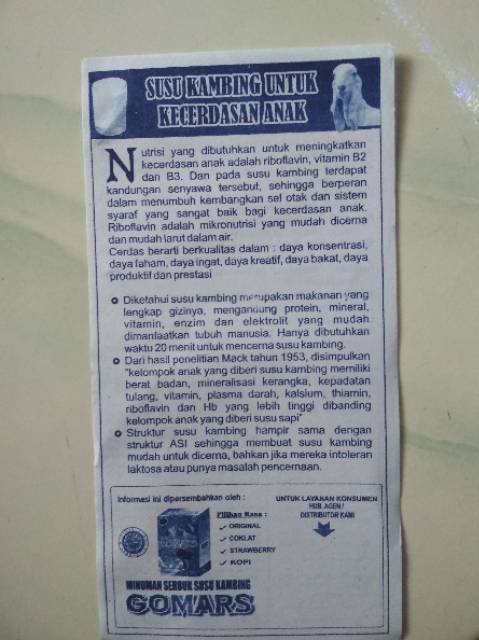 SUSU KAMBING UNTUK
KECERDASAN ANAK
Nutrisi yang dibutuhkan untuk meningkatkan
kecerdasan anak adalah riboflavin, vitamin B2
dan B3. Dan pada susu kambing terdapat
kandungan senyawa tersebut, sehingga berperan
dalam menumbuh kembangkan sel otak dan sistem
syaraf yang sangat baik bagi kecerdasan anak.
Riboflavin adalah mikronutrisi yang mudah dicerna
dan mudah larut dalam air.
Cerdas berarti berkualitas dalam : daya konsentrasi,
daya faham, daya ingat, daya kreatif, daya bakat, daya
produktif dan prestasi
Diketahui susu kambing merupakan makanan yang
lengkap gizinya, mengandung protein, mineral,
vitamin, enzim dan elektrolit yang mudah
dimanfaatkan tubuh manusia. Hanya dibutuhkan
waktu 20 menit untuk mencerna susu kambing.
Dari hasil penelitian Mack tahun 1953, disimpulkan
"kelompok anak yang diberi susu kambing memiliki
berat badan, mineralisasi kerangka, kepadatan
tulang, vitamin, plasma darah, kalsium, thiamin,
riboflavin dan Hb yang lebih tinggi dibanding
kelompok anak yang diberi susu sapi"
Struktur susu kambing hampir sama dengan
struktur ASI sehingga membuat susu kambing
mudah untuk dicerna, bahkan jika mereka intoleran
laktosa atau punya masalah pencernaan.
Informasi ini dipersembahkan oleh :
Pilihan Rasa :
ORIGINAL
COKLAT
STRAWBERRY
KOPI
MINUMAN SERBUK SUSU KAMBING
GOMARS
UNTUK LAYANAN KONSUMEN
HUB. AGEN /
DISTRIBUTOR KAMI